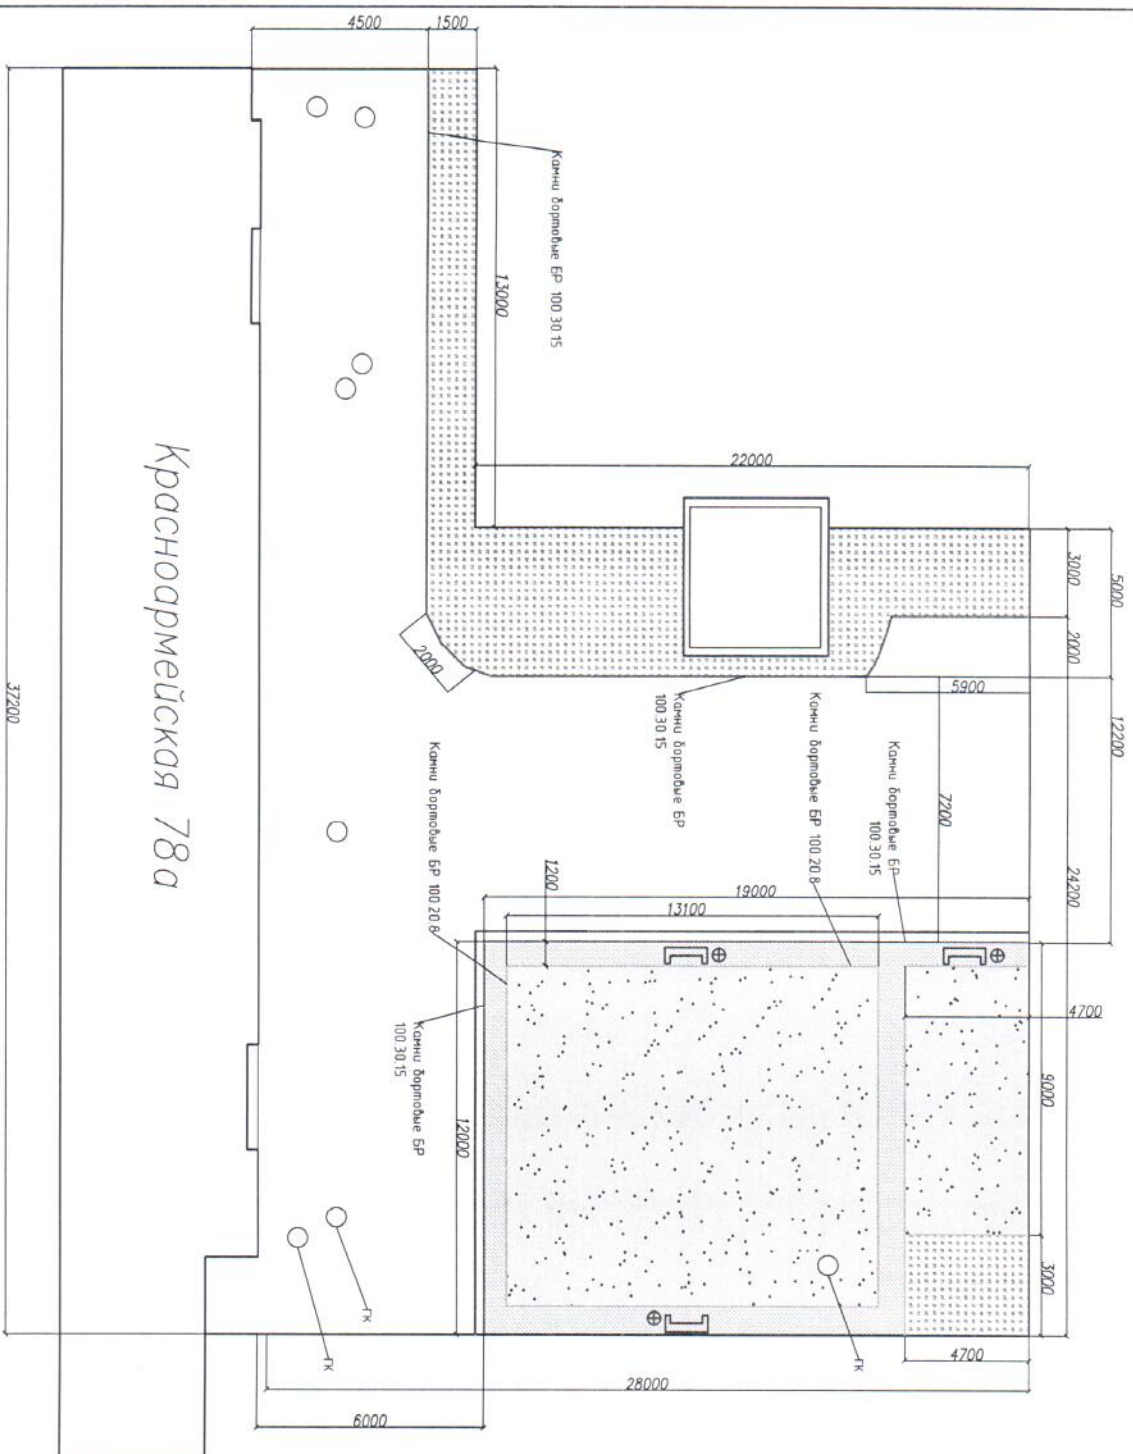 4500
1500
Камни бортовые БР 100.30.15
13000
22000
3000
5000
2000
2000
5900
12200
Камни бортовые БР
100.30.15
Камни бортовые БР 100.20.8
Камни бортовые БР
100.30.15
7200
24200
Камни бортовые БР 100.20.8
1200
19000
13100
4700
9000
Камни бортовые БР
100.30.15
12000
3000
4700
ГК
ГК
ГК
28000
6000
Красноармейская 78а
37200